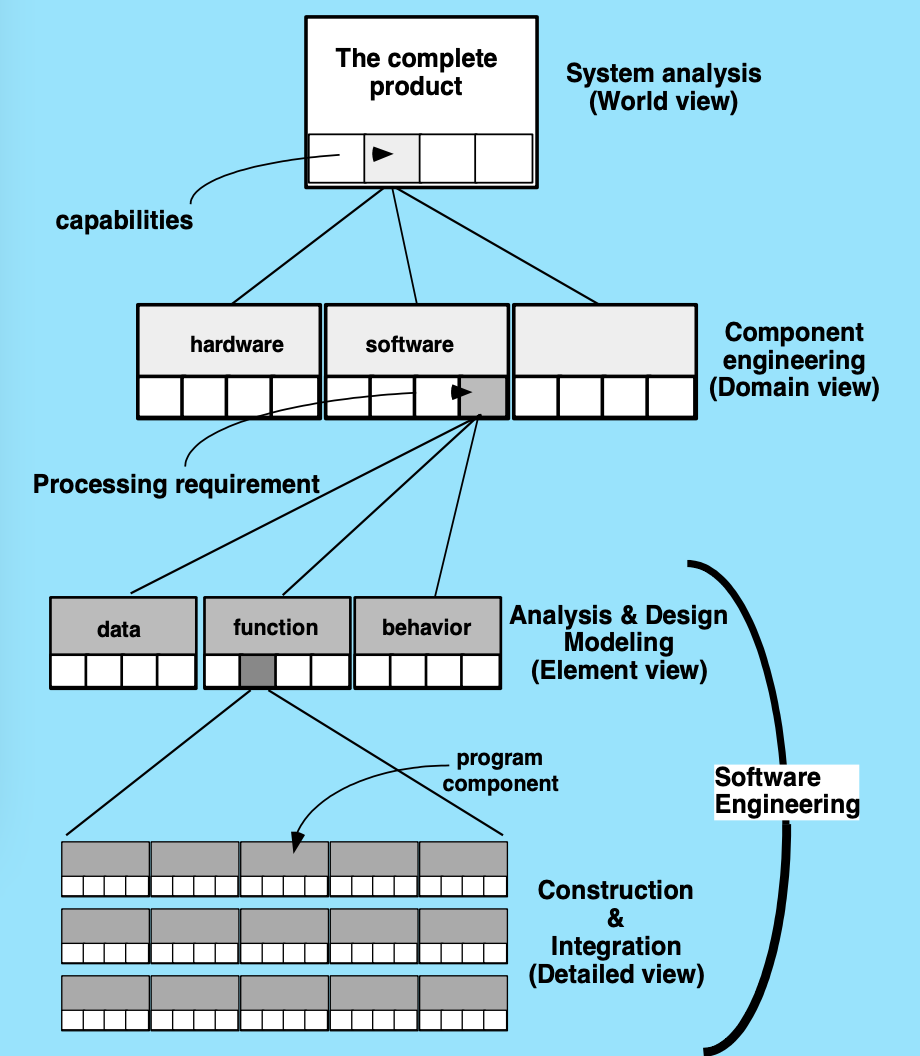 The complete
product
System analysis
(World view)
capabilities
hardware
software
Component
engineering
(Domain view)
Processing requirement
data
function
behavior
Analysis & Design
Modeling
(Element view)
program
component
Software
Engineering
Construction
&
Integration
(Detailed view)